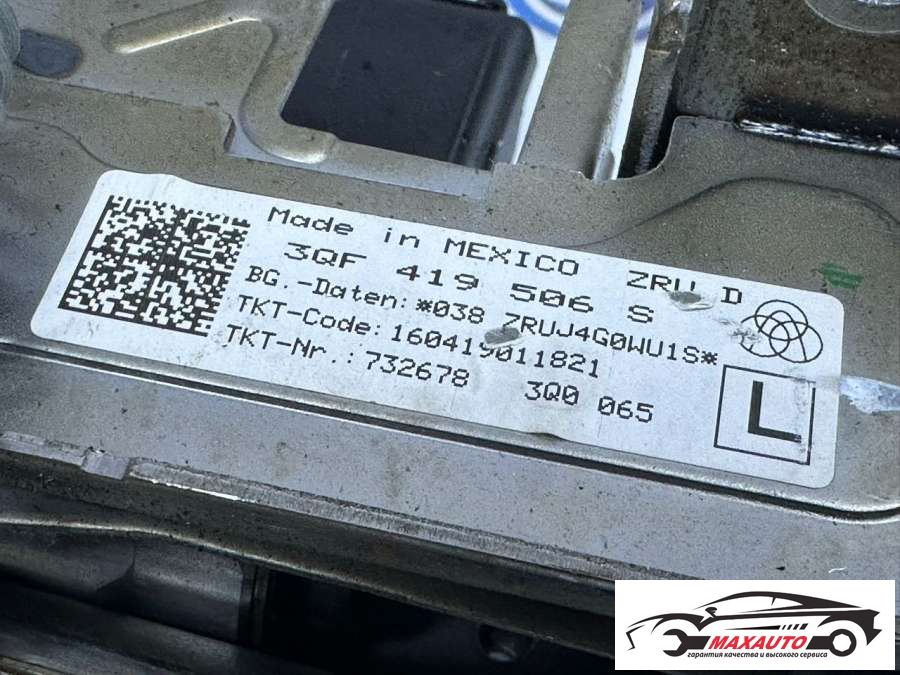 Made in MEXICO ZRU D
3QF 419 506 S
BG.-Daten: *038 ZRUJ4G0WU1S*
TKT-Code: 160419011821
TKT-Nr.: 732678 3Q0 065
L
MAXAUTO
гарантия качества и высокого сервиса